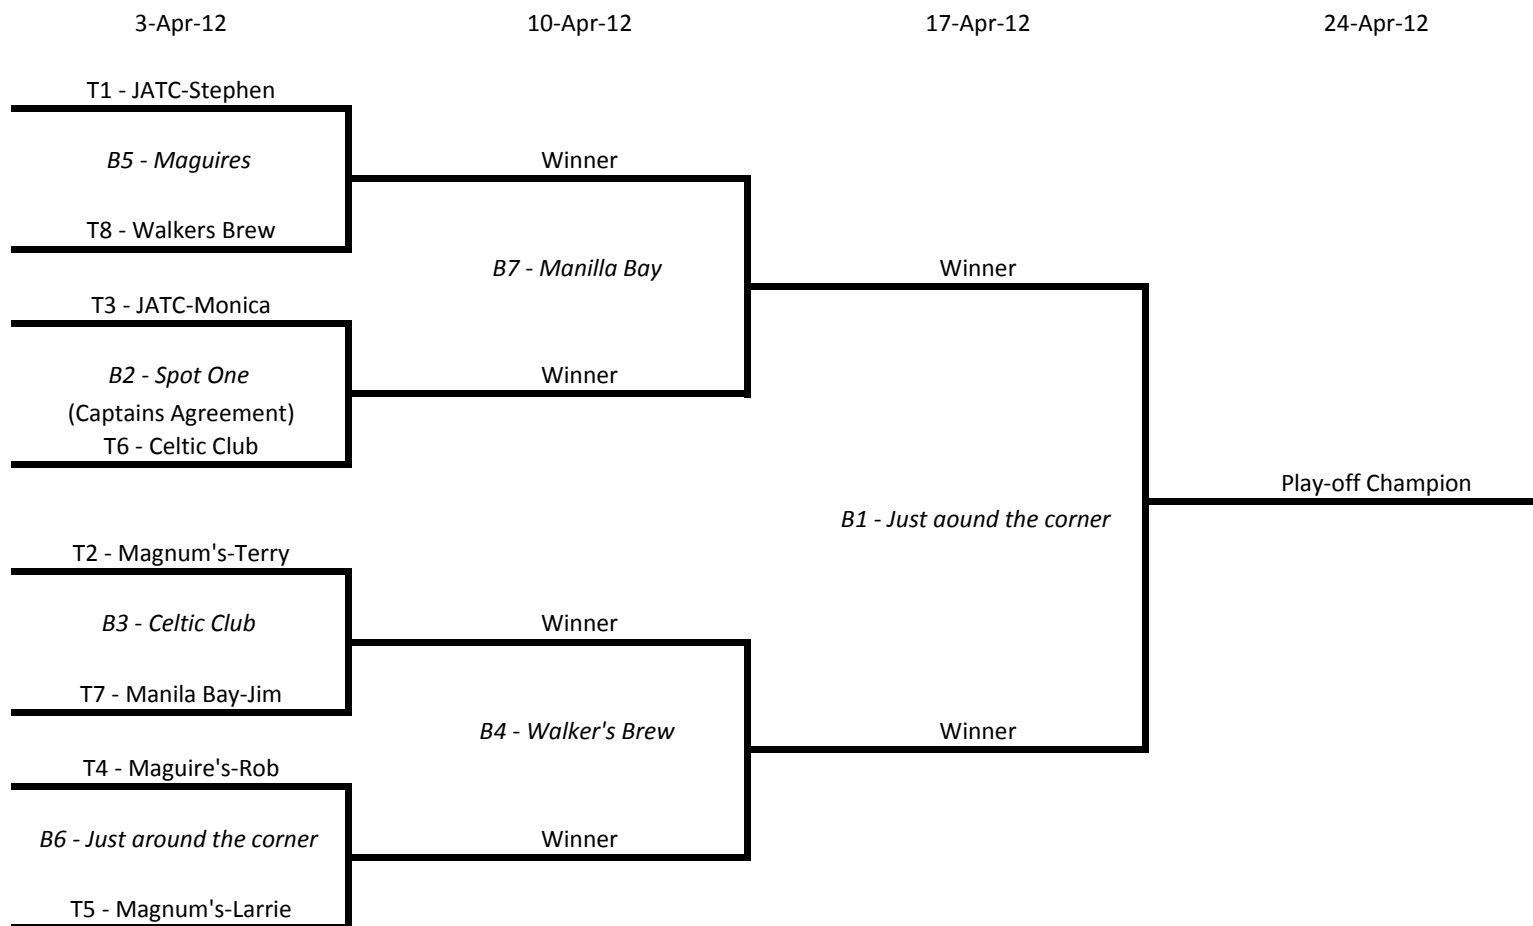 3-Apr-12 10-Apr-12 17-Apr-12 24-Apr-12
T1 - JATC-Stephen
B5 - Maguires
Winner
T8 - Walkers Brew
B7 - Manilla Bay
Winner
T3 - JATC-Monica
B2 - Spot One
Winner
(Captains Agreement)
T6 - Celtic Club
Play-off Champion
B1 - Just aound the corner
T2 - Magnum's-Terry
B3 - Celtic Club
Winner
T7 - Manila Bay-Jim
B4 - Walker's Brew
Winner
T4 - Maguire's-Rob
B6 - Just around the corner
Winner
T5 - Magnum's-Larrie